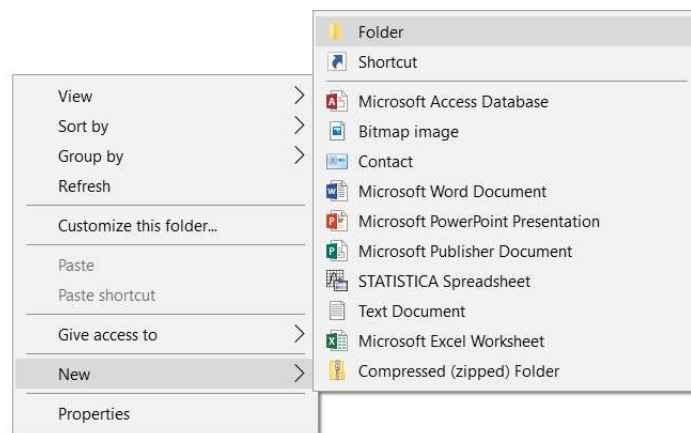 View
Sort by
Group by
Refresh
Customize this folder...
Paste
Paste shortcut
Give access to
New
Properties
Folder
Shortcut
Microsoft Access Database
Bitmap image
Contact
Microsoft Word Document
Microsoft PowerPoint Presentation
Microsoft Publisher Document
STATISTICA Spreadsheet
Text Document
Microsoft Excel Worksheet
Compressed (zipped) Folder